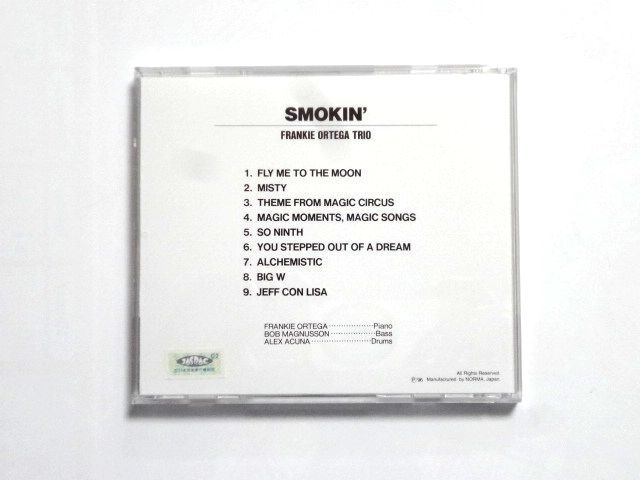 SMOKIN'
FRANKIE ORTEGA TRIO
1. FLY ME TO THE MOON
2. MISTY
3. THEME FROM MAGIC CIRCUS
4. MAGIC MOMENTS, MAGIC SONGS
5. SO NINTH
6. YOU STEPPED OUT OF A DREAM
7. ALCHEMISTIC
8. BIG W
9. JEFF CON LISA
FRANKIE ORTEGA ··················· Piano
BOB MAGNUSSON ··················· Bass
ALEX ACUNA ························ Drums
JASRAC
All Rights Reserved
Ⓟ'96 Manufactured by NORMA, Japan.